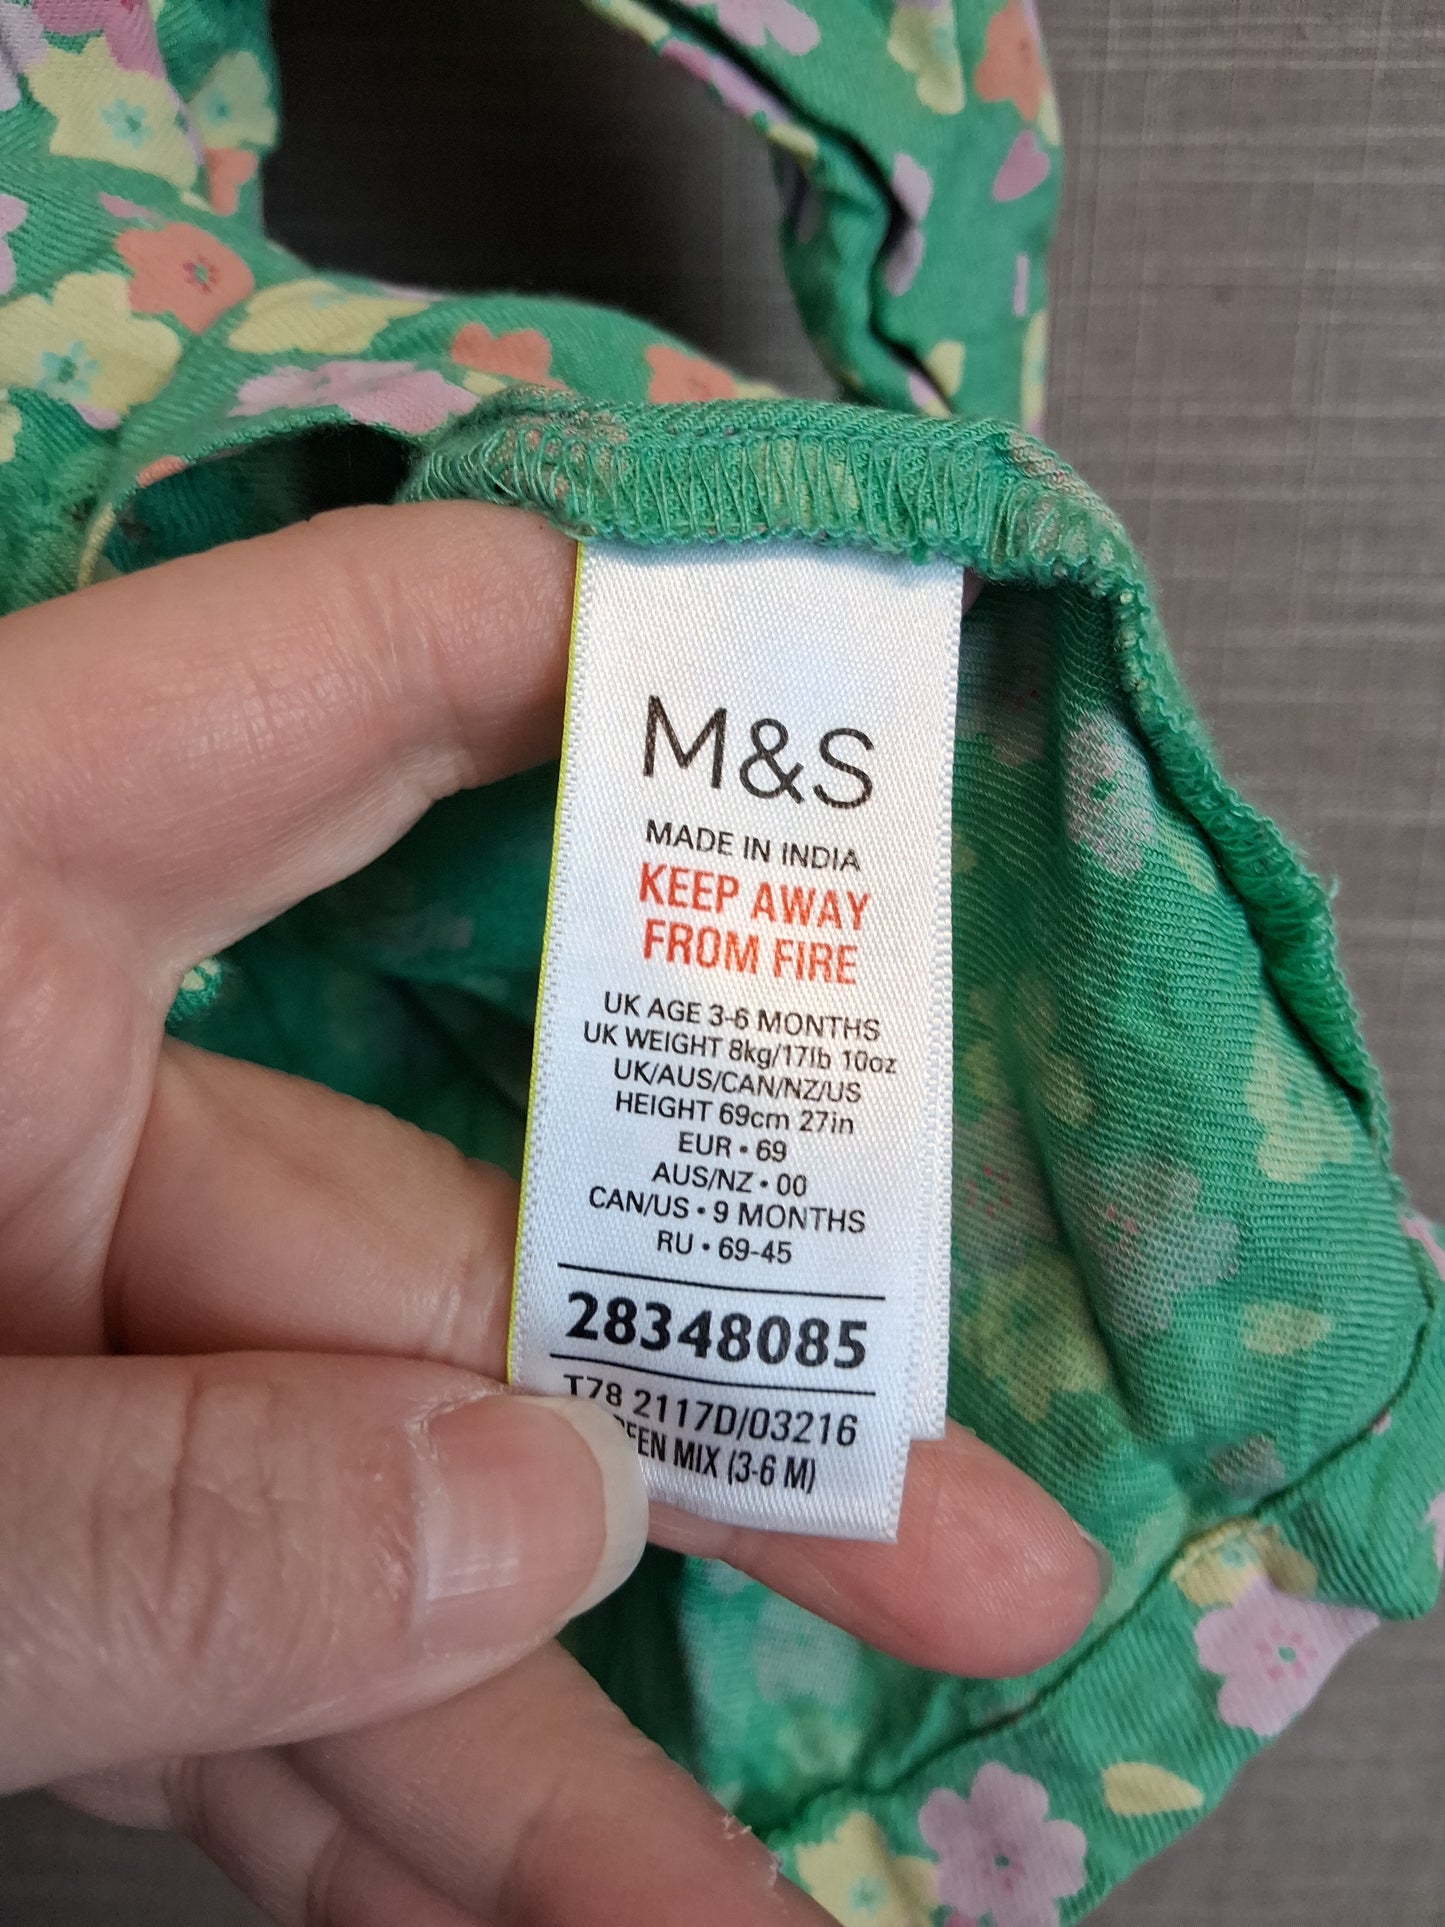 M&S
MADE IN INDIA
KEEP AWAY
FROM FIRE
UK AGE 3-6 MONTHS
UK WEIGHT 8kg/17lb 10oz
UK/AUS/CAN/NZ/US
HEIGHT 69cm 27in
EUR • 69
AUS/NZ • 00
CAN/US • 9 MONTHS
RU • 69-45
28348085
T78 2117D/03216
MIX (3-6 M)